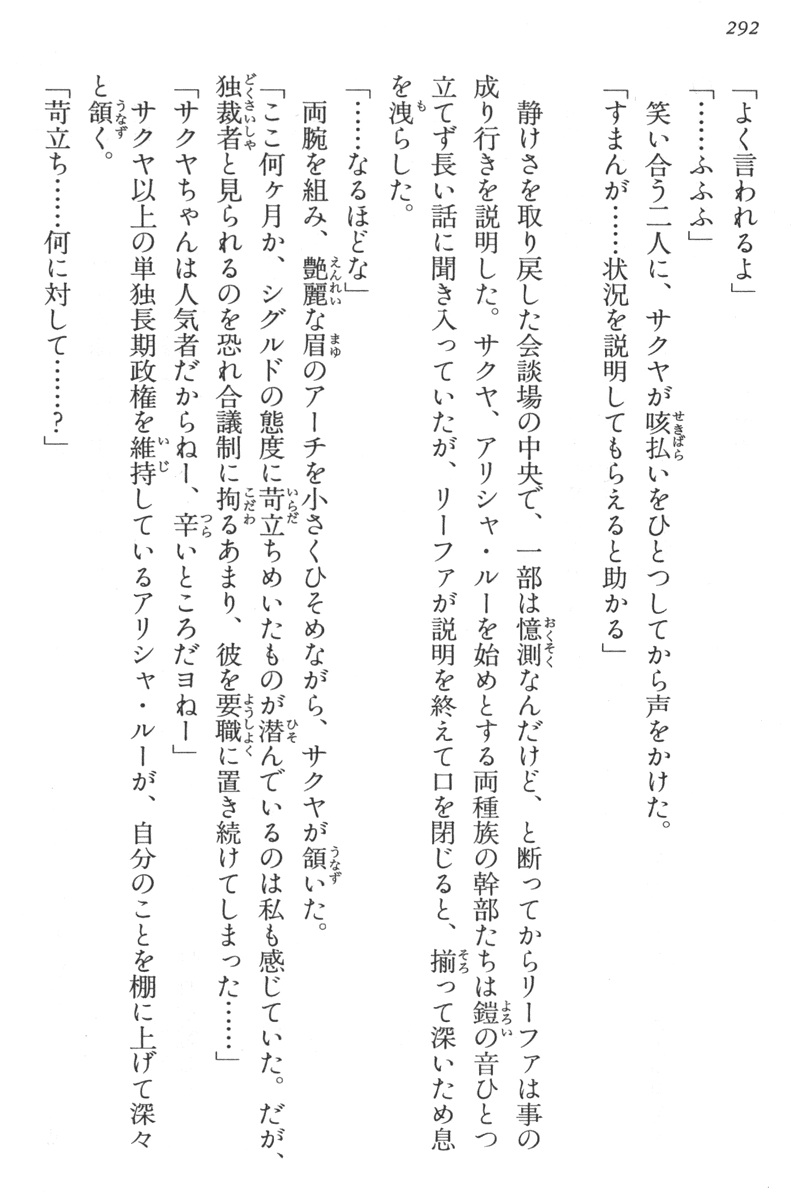 292
「よく言われるよ」
「……ふふふ」
笑い合う二人に、サクヤが咳払いをひとつしてから声をかけた。
「すまんが……状況を説明してもらえると助かる」
静けさを取り戻した会談場の中央で、一部は憶測なんだけど、と断ってからリーファは事の
成り行きを説明した。サクヤ、アリシャ・ルーを始めとする両種族の幹部たちは鎧の音ひとつ
立てず長い話に聞き入っていたが、リーファが説明を終えて口を閉じると、揃って深いため息
を洩らした。
「……なるほどな」
両腕を組み、艶麗な眉のアーチを小さくひそめながら、サクヤが頷いた。
「ここ何ヶ月か、シグルドの態度に苛立ちめいたものが潜んでいるのは私も感じていた。だが、
独裁者と見られるのを恐れ合議制に拘るあまり、彼を要職に置き続けてしまった……」
「サクヤちゃんは人気者だからねー、辛いところだヨねー」
サクヤ以上の単独長期政権を維持しているアリシャ・ルーが、自分のことを棚に上げて深々
と頷く。
「苛立ち……何に対して……？」